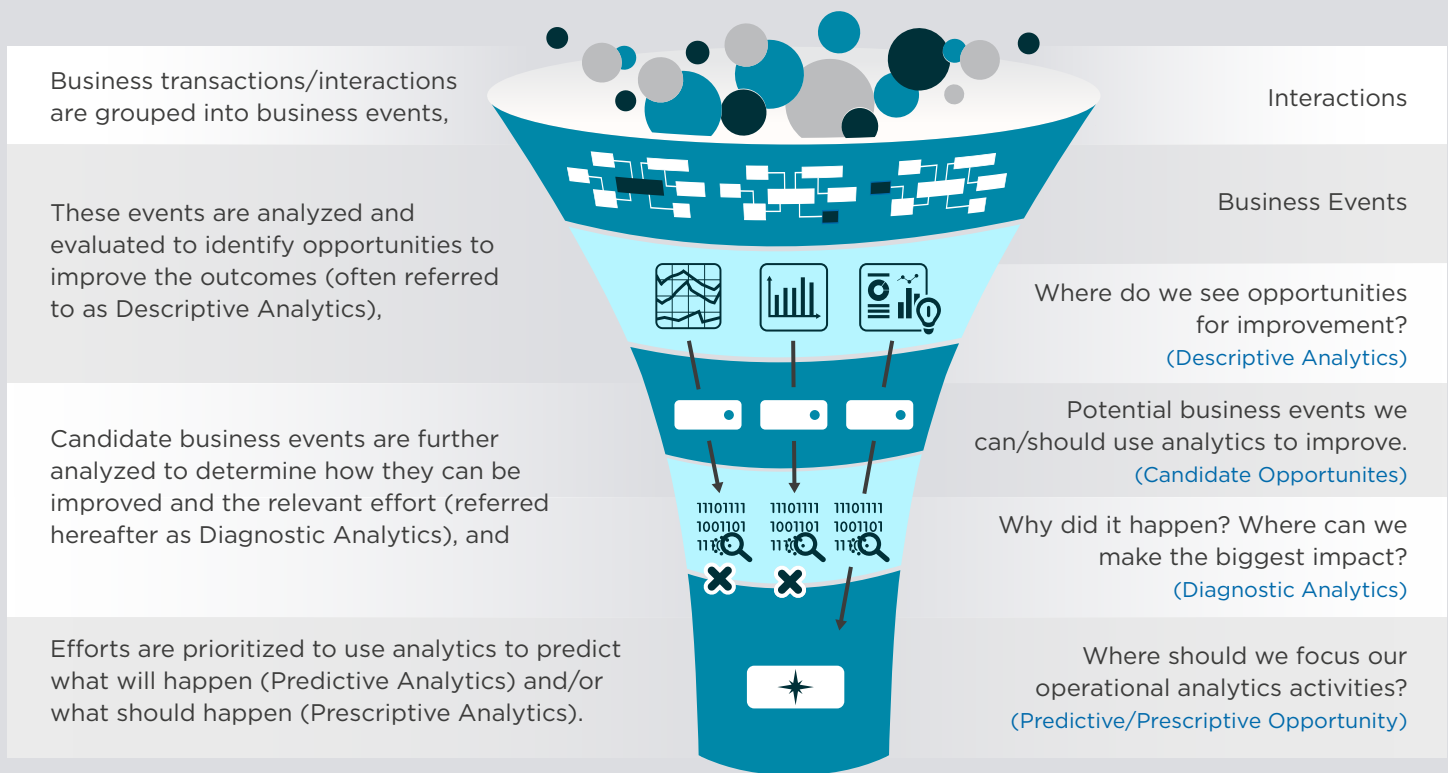 Business transactions/interactions
are grouped into business events,
Interactions
These events are analyzed and
evaluated to identify opportunities to
improve the outcomes (often referred
to as Descriptive Analytics),
Business Events
Where do we see opportunities
for improvement?
(Descriptive Analytics)
Candidate business events are further
analyzed to determine how they can be
improved and the relevant effort (referred
hereafter as Diagnostic Analytics), and
Potential business events we
can/should use analytics to improve.
(Candidate Opportunites)
11101111
1001101
11101111
1001101
11101111
1001101
Why did it happen? Where can we
make the biggest impact?
(Diagnostic Analytics)
Efforts are prioritized to use analytics to predict
what will happen (Predictive Analytics) and/or
what should happen (Prescriptive Analytics).
Where should we focus our
operational analytics activities?
(Predictive/Prescriptive Opportunity)